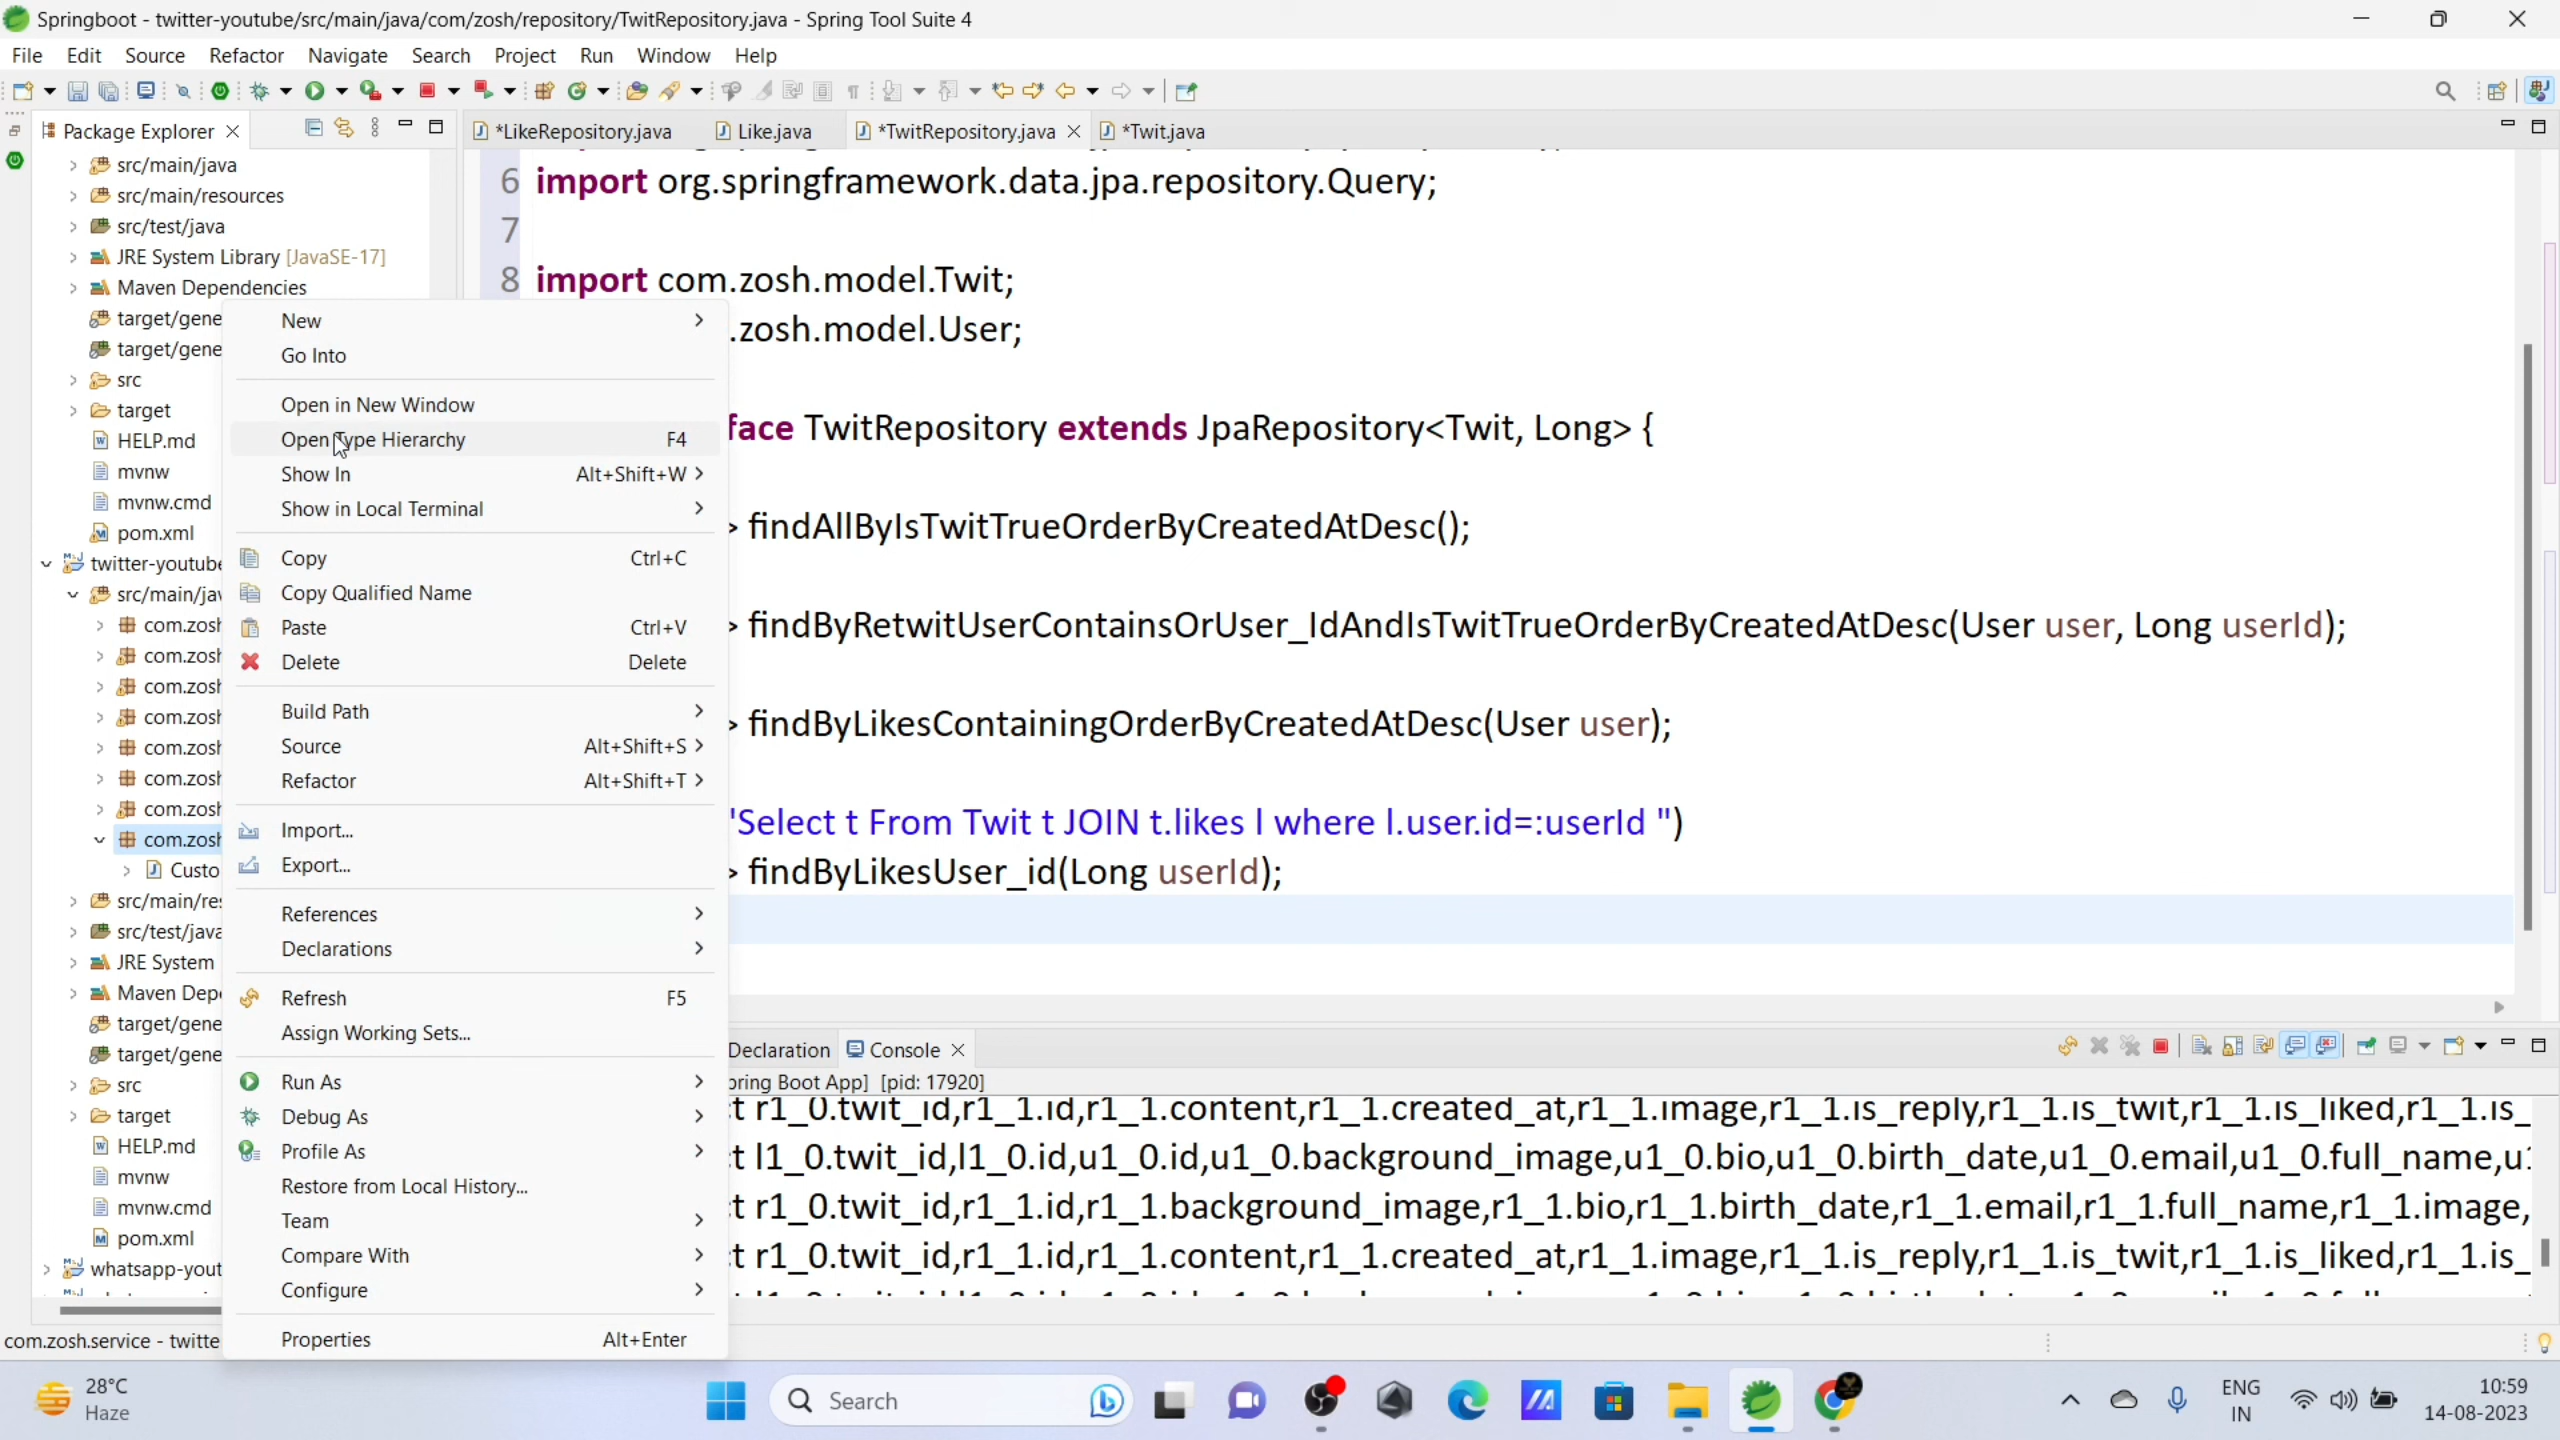 Springboot - twitter-youtube/src/main/java/com/zosh/repository/TwitRepository.java - Spring Tool Suite 4
File Edit Source Refactor Navigate Search Project Run Window Help
Package Explorer
*LikeRepository.java Like.java *TwitRepository.java *Twit.java
src/main/java
src/main/resources
src/test/java
JRE System Library [JavaSE-17]
Maven Dependencies
target/gene
target/gene
src
target
HELP.md
mvnw
mvnw.cmd
pom.xml
twitter-youtube
src/main/jav
com.zosh
com.zosh
com.zosh
com.zosh
com.zosh
com.zosh
com.zosh
com.zosh
Custo
src/main/res
src/test/java
JRE System
Maven Depe
target/gene
target/gene
src
target
HELP.md
mvnw
mvnw.cmd
pom.xml
whatsapp-yout
New
Go Into
Open in New Window
Open Type Hierarchy F4
Show In Alt+Shift+W
Show in Local Terminal
Copy Ctrl+C
Copy Qualified Name
Paste Ctrl+V
Delete Delete
Build Path
Source Alt+Shift+S
Refactor Alt+Shift+T
Import...
Export...
References
Declarations
Refresh F5
Assign Working Sets...
Run As
Debug As
Profile As
Restore from Local History...
Team
Compare With
Configure
Properties Alt+Enter
6 import org.springframework.data.jpa.repository.Query;
7
8 import com.zosh.model.Twit;
.zosh.model.User;
face TwitRepository extends JpaRepository<Twit, Long> {
> findAllByIsTwitTrueOrderByCreatedAtDesc();
> findByRetwitUserContainsOrUser_IdAndIsTwitTrueOrderByCreatedAtDesc(User user, Long userId);
> findByLikesContainingOrderByCreatedAtDesc(User user);
"Select t From Twit t JOIN t.likes l where l.user.id=:userId ")
> findByLikesUser_id(Long userId);
Declaration Console
pring Boot App] [pid: 17920]
t r1_0.twit_id,r1_1.id,r1_1.content,r1_1.created_at,r1_1.image,r1_1.is_reply,r1_1.is_twit,r1_1.is_liked,r1_1.is_
t l1_0.twit_id,l1_0.id,u1_0.id,u1_0.background_image,u1_0.bio,u1_0.birth_date,u1_0.email,u1_0.full_name,u1
t r1_0.twit_id,r1_1.id,r1_1.background_image,r1_1.bio,r1_1.birth_date,r1_1.email,r1_1.full_name,r1_1.image,
t r1_0.twit_id,r1_1.id,r1_1.content,r1_1.created_at,r1_1.image,r1_1.is_reply,r1_1.is_twit,r1_1.is_liked,r1_1.is_
com.zosh.service - twitte
28°C
Haze
Search
ENG
IN
10:59
14-08-2023